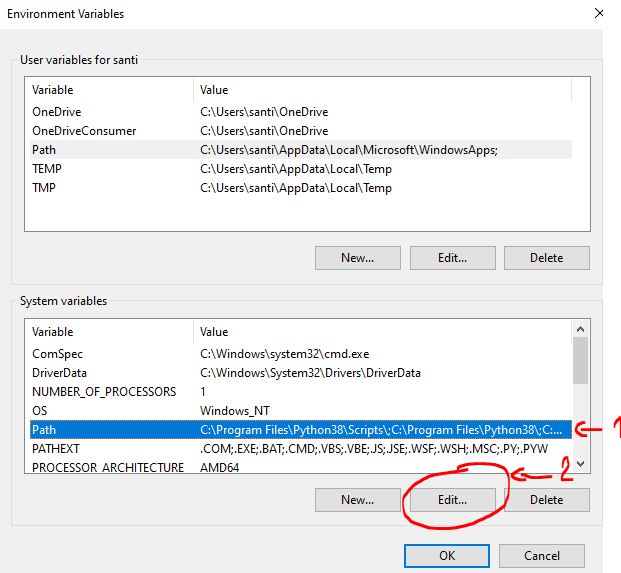 Environment Variables
User variables for santi
Variable Value
OneDrive C:\Users\santi\OneDrive
OneDriveConsumer C:\Users\santi\OneDrive
Path C:\Users\santi\AppData\Local\Microsoft\WindowsApps;
TEMP C:\Users\santi\AppData\Local\Temp
TMP C:\Users\santi\AppData\Local\Temp
New... Edit... Delete
System variables
Variable Value
ComSpec C:\Windows\system32\cmd.exe
DriverData C:\Windows\System32\Drivers\DriverData
NUMBER_OF_PROCESSORS 1
OS Windows_NT
Path C:\Program Files\Python38\Scripts\;C:\Program Files\Python38\;C:... 1
PATHEXT .COM;.EXE;.BAT;.CMD;.VBS;.VBE;.JS;.JSE;.WSF;.WSH;.MSC;.PY;.PYW
PROCESSOR_ARCHITECTURE AMD64
2
New... Edit... Delete
OK Cancel